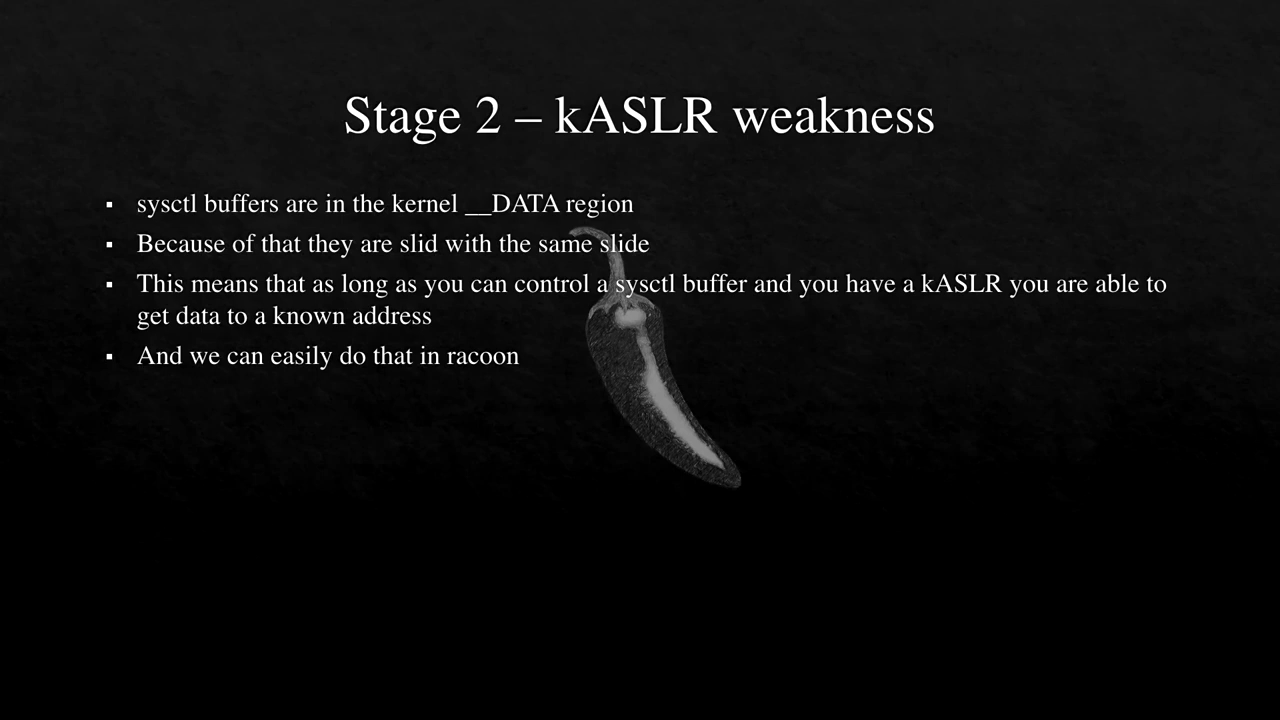 Stage 2 – kASLR weakness
▪ sysctl buffers are in the kernel __DATA region
▪ Because of that they are slid with the same slide
▪ This means that as long as you can control a sysctl buffer and you have a kASLR you are able to
get data to a known address
▪ And we can easily do that in racoon